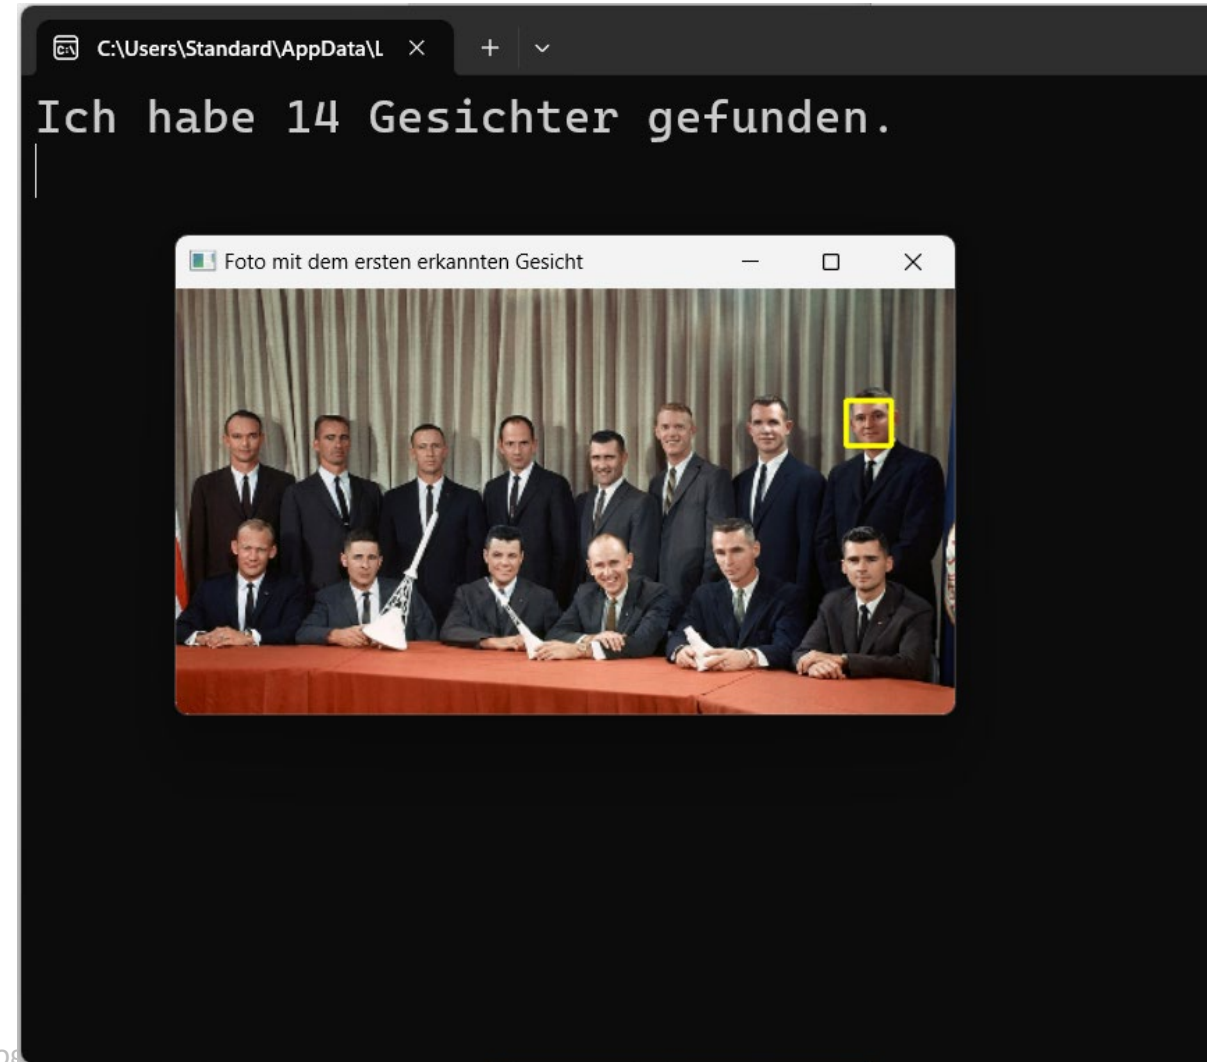 C:\Users\Standard\AppData\L
Ich habe 14 Gesichter gefunden.
Foto mit dem ersten erkannten Gesicht